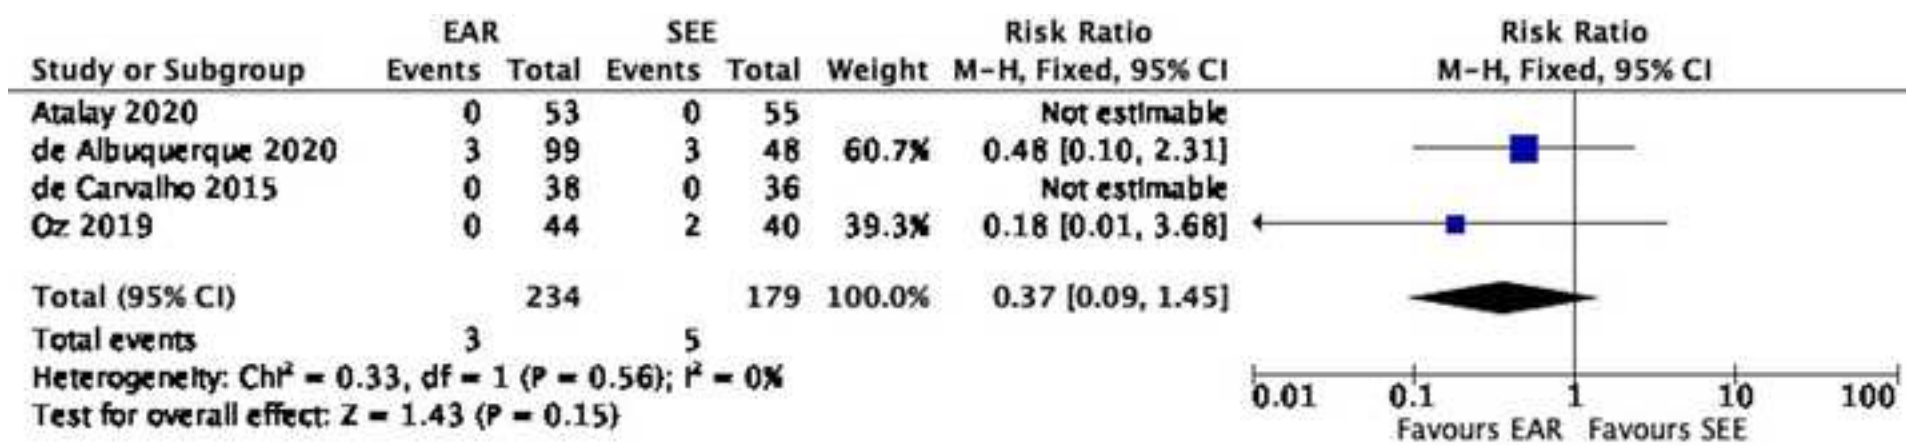 EAR SEE Risk Ratio Risk Ratio
Study or Subgroup Events Total Events Total Weight M-H, Fixed, 95% CI M-H, Fixed, 95% CI
Atalay 2020 0 53 0 55 Not estimable
de Albuquerque 2020 3 99 3 48 60.7% 0.48 [0.10, 2.31]
de Carvalho 2015 0 38 0 36 Not estimable
Oz 2019 0 44 2 40 39.3% 0.18 [0.01, 3.68]
Total (95% CI) 234 179 100.0% 0.37 [0.09, 1.45]
Total events 3 5
Heterogeneity: Chi² = 0.33, df = 1 (P = 0.56); I² = 0%
Test for overall effect: Z = 1.43 (P = 0.15)
0.01 0.1 1 10 100
Favours EAR Favours SEE